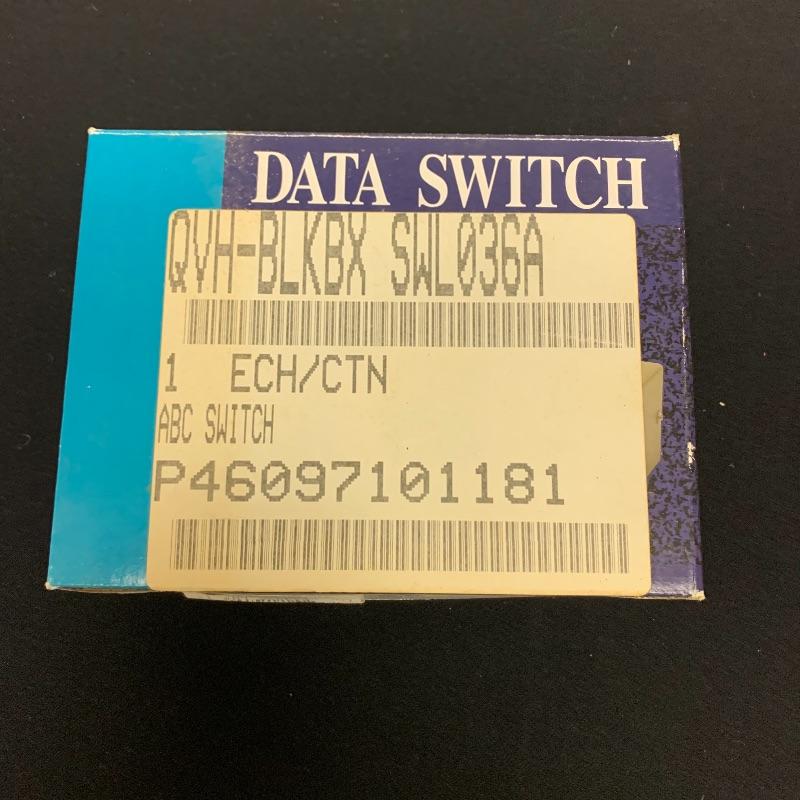 DATA SWITCH
QVH-BLKBX SWL036A
1 ECH/CTN
ABC SWITCH
P46097101181